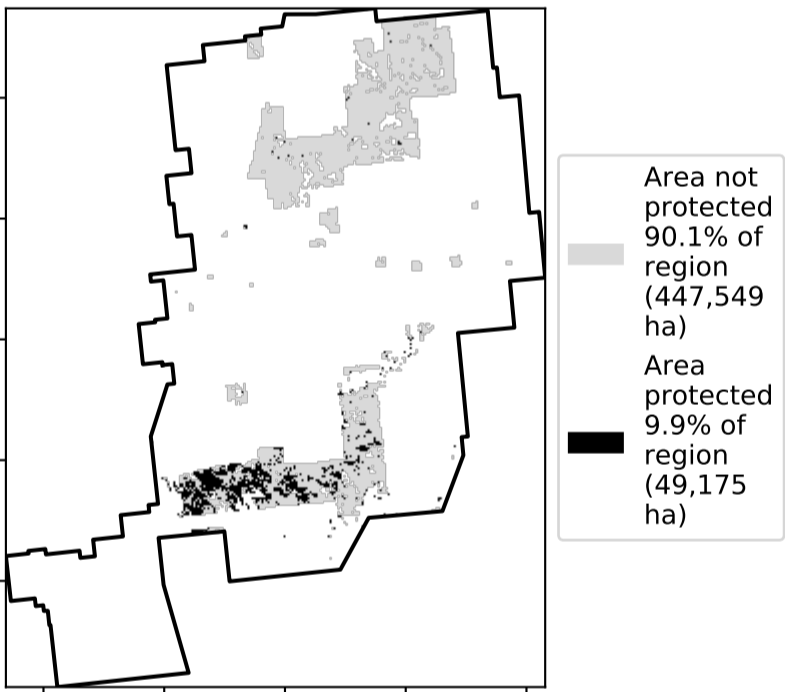 Area not
protected
90.1% of
region
(447,549
ha)
Area
protected
9.9% of
region
(49,175
ha)